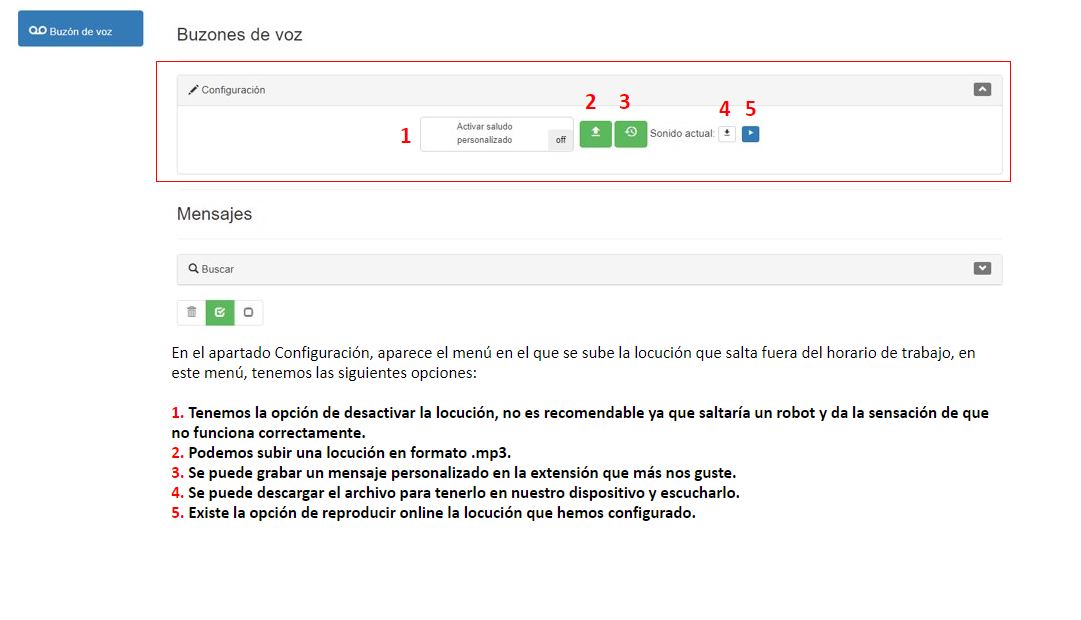 Buzón de voz
Buzones de voz
Configuración
2 3 4 5
1
Activar saludo
personalizado
off
Sonido actual:
Mensajes
Buscar
En el apartado Configuración, aparece el menú en el que se sube la locución que salta fuera del horario de trabajo, en
este menú, tenemos las siguientes opciones:
1. Tenemos la opción de desactivar la locución, no es recomendable ya que saltaría un robot y da la sensación de que
no funciona correctamente.
2. Podemos subir una locución en formato .mp3.
3. Se puede grabar un mensaje personalizado en la extensión que más nos guste.
4. Se puede descargar el archivo para tenerlo en nuestro dispositivo y escucharlo.
5. Existe la opción de reproducir online la locución que hemos configurado.